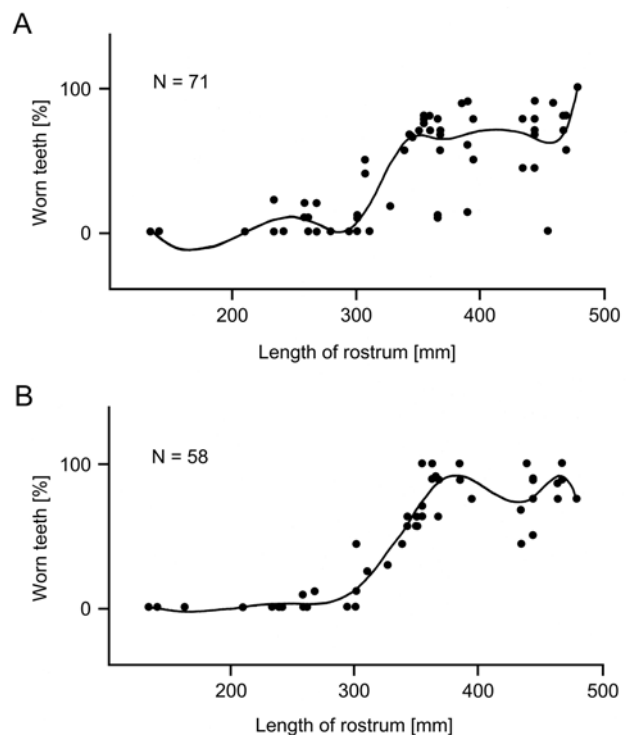 A
N = 71
Worn teeth [%]
100
0
200 300 400 500
Length of rostrum [mm]
B
N = 58
Worn teeth [%]
100
0
200 300 400 500
Length of rostrum [mm]